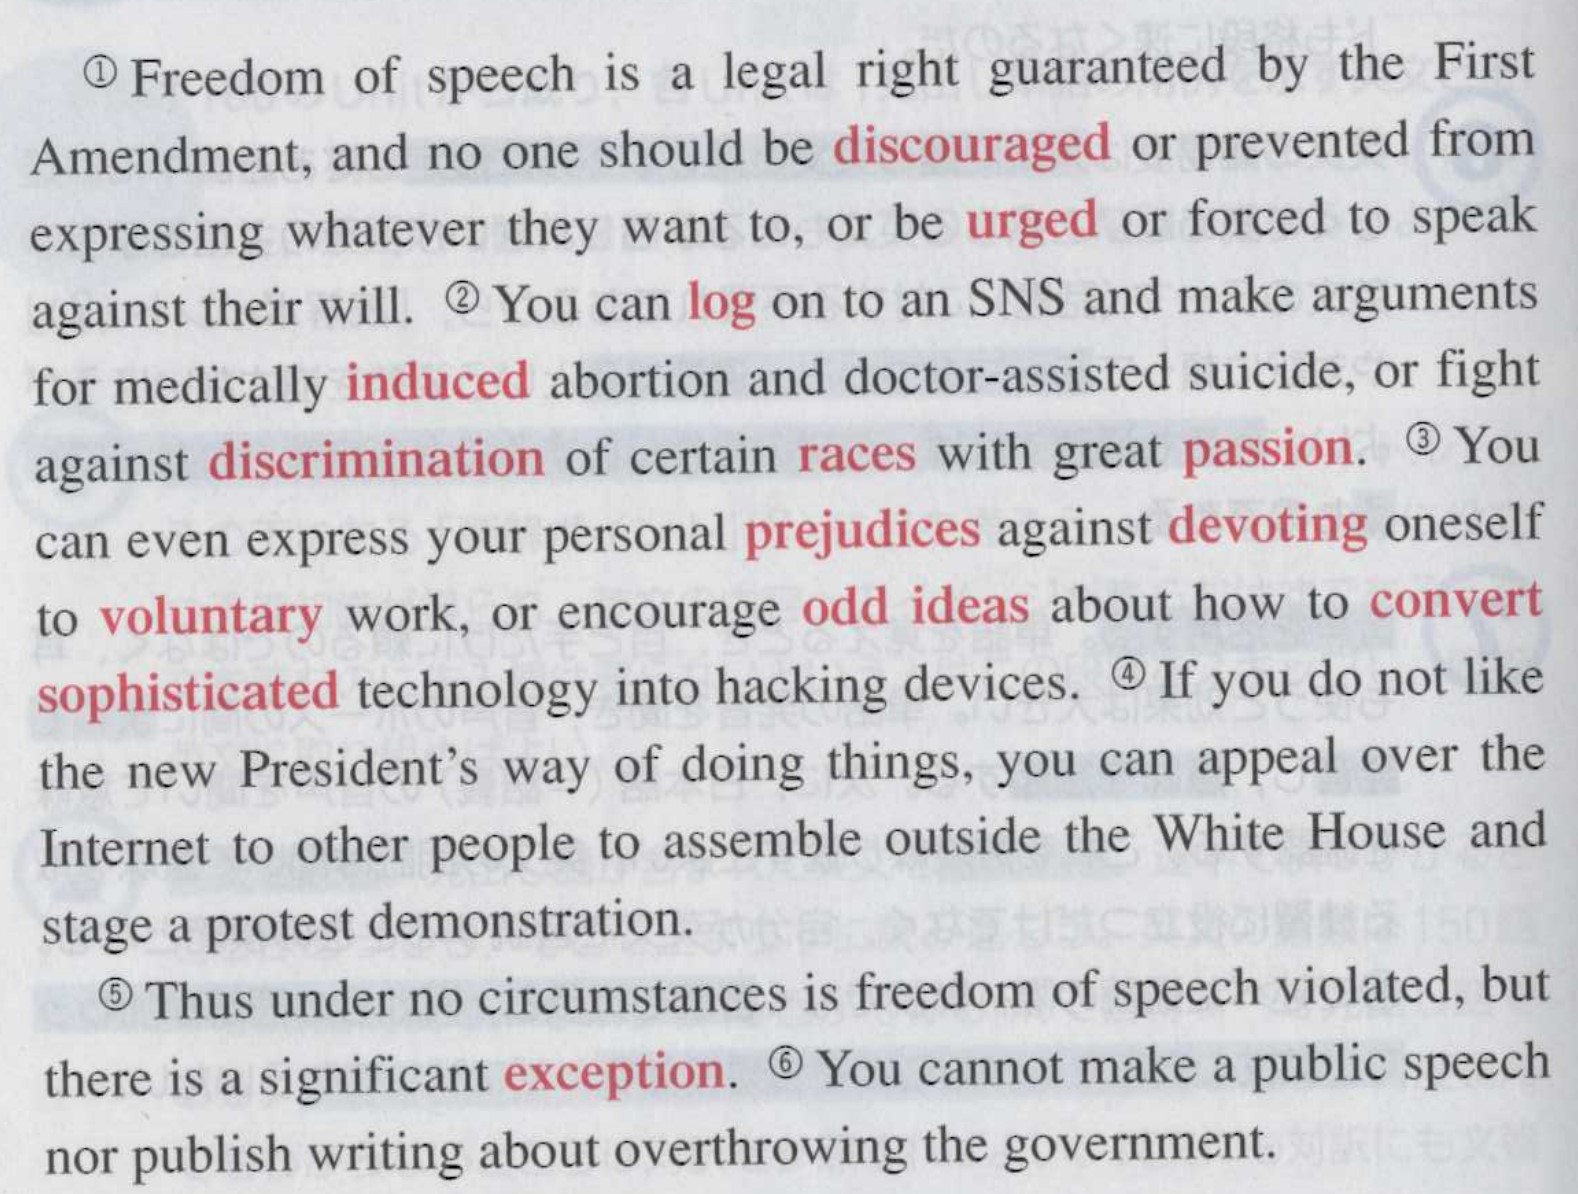 ① Freedom of speech is a legal right guaranteed by the First
Amendment, and no one should be discouraged or prevented from
expressing whatever they want to, or be urged or forced to speak
against their will. ② You can log on to an SNS and make arguments
for medically induced abortion and doctor-assisted suicide, or fight
against discrimination of certain races with great passion. ③ You
can even express your personal prejudices against devoting oneself
to voluntary work, or encourage odd ideas about how to convert
sophisticated technology into hacking devices. ④ If you do not like
the new President's way of doing things, you can appeal over the
Internet to other people to assemble outside the White House and
stage a protest demonstration.
⑤ Thus under no circumstances is freedom of speech violated, but
there is a significant exception. ⑥ You cannot make a public speech
nor publish writing about overthrowing the government.